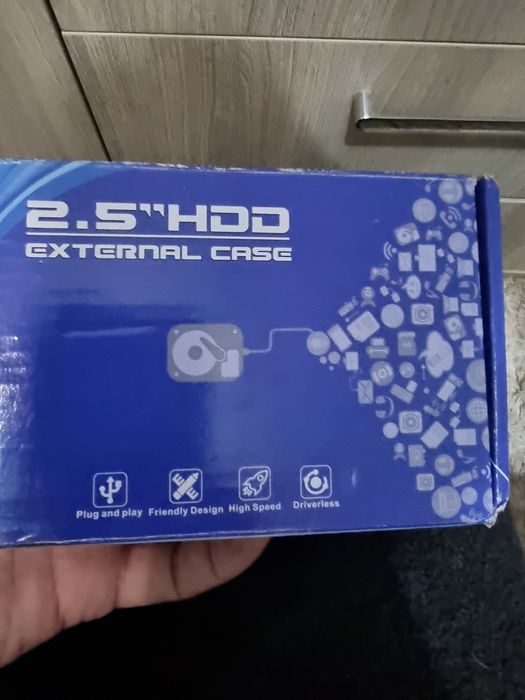 2.5"HDD
EXTERNAL CASE
Plug and play Friendly Design High Speed Driverless